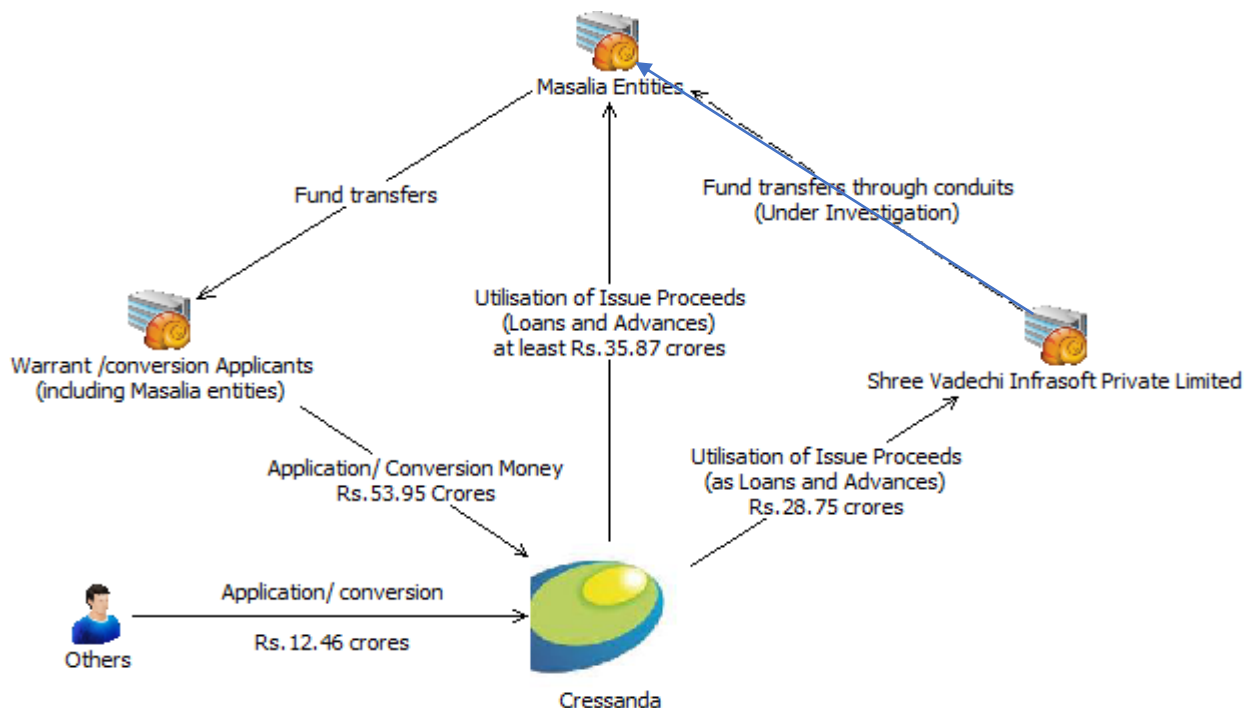 Masalia Entities
Fund transfers
Fund transfers through conduits
(Under Investigation)
Utilisation of Issue Proceeds
(Loans and Advances)
at least Rs.35.87 crores
Warrant /conversion Applicants
(including Masalia entities)
Shree Vadechi Infrasoft Private Limited
Application/ Conversion Money
Rs.53.95 Crores
Utilisation of Issue Proceeds
(as Loans and Advances)
Rs.28.75 crores
Application/ conversion
Rs.12.46 crores
Others
Cressanda